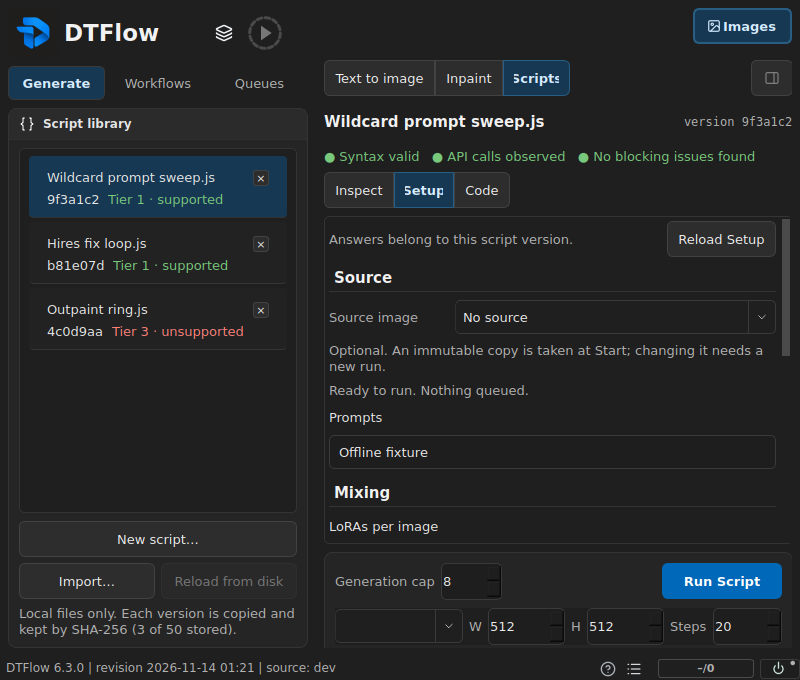 DTFlow
Images
Generate
Workflows
Queues
Text to image
Inpaint
Scripts
{ } Script library
Wildcard prompt sweep.js
9f3a1c2 Tier 1 · supported
Hires fix loop.js
b81e07d Tier 1 · supported
Outpaint ring.js
4c0d9aa Tier 3 · unsupported
New script...
Import...
Reload from disk
Local files only. Each version is copied and
kept by SHA-256 (3 of 50 stored).
Wildcard prompt sweep.js
version 9f3a1c2
Syntax valid
API calls observed
No blocking issues found
Inspect
Setup
Code
Answers belong to this script version.
Reload Setup
Source
Source image
No source
Optional. An immutable copy is taken at Start; changing it needs a
new run.
Ready to run. Nothing queued.
Prompts
Offline fixture
Mixing
LoRAs per image
Generation cap
8
Run Script
W 512
H 512
Steps 20
DTFlow 6.3.0 | revision 2026-11-14 01:21 | source: dev
–/0